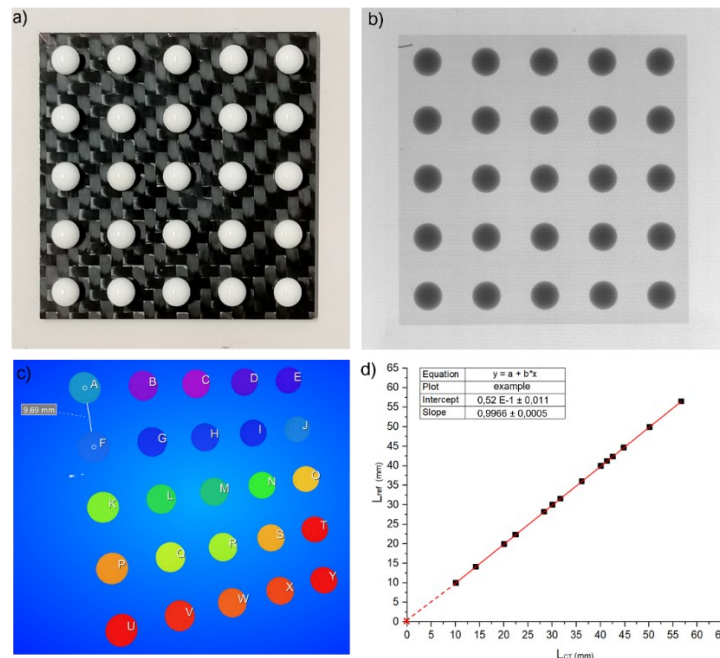 a)
b)
c)
A B C D E
9.69 mm
F G H I J
K L M N O
P Q R S T
U V W X Y
d)
Equation y = a + b*x
Plot example
Intercept 0,52 E-1 ± 0,011
Slope 0,9966 ± 0,0005
65
60
55
50
45
40
35
30
25
20
15
10
5
0
Lref (mm)
0 5 10 15 20 25 30 35 40 45 50 55 60 65
LCT (mm)